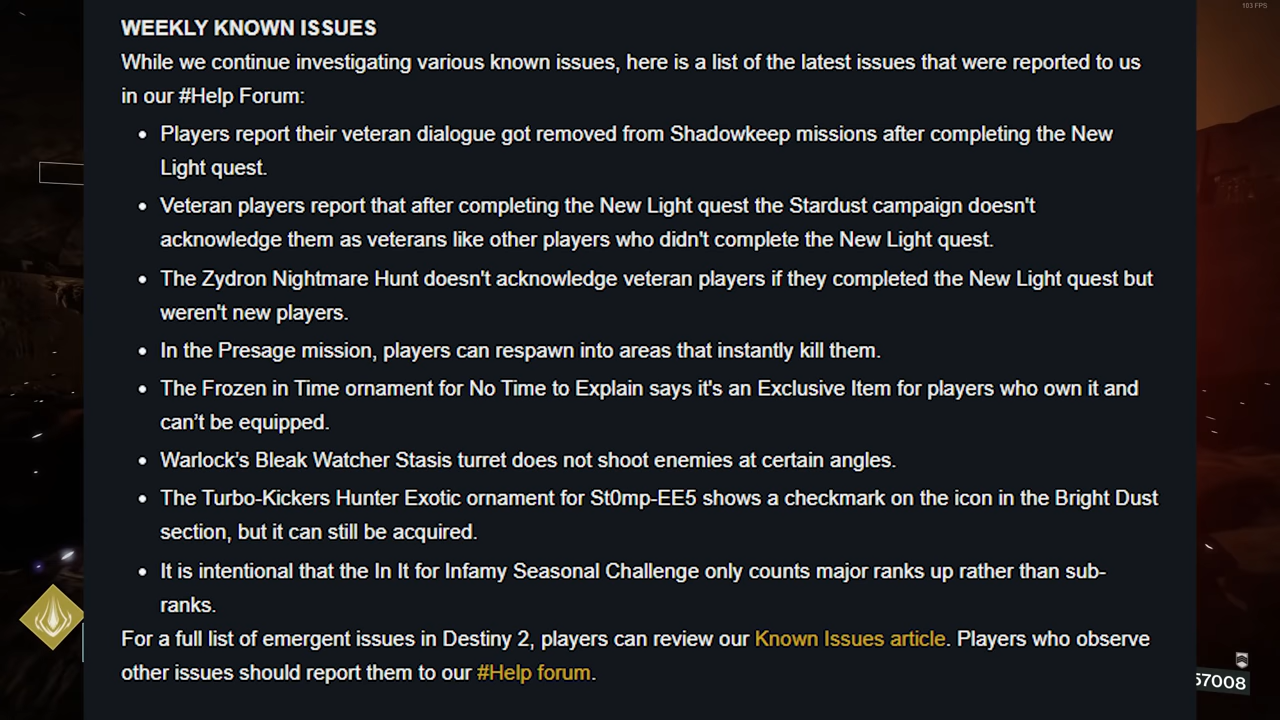 103 FPS
WEEKLY KNOWN ISSUES
While we continue investigating various known issues, here is a list of the latest issues that were reported to us
in our #Help Forum:
• Players report their veteran dialogue got removed from Shadowkeep missions after completing the New
Light quest.
• Veteran players report that after completing the New Light quest the Stardust campaign doesn't
acknowledge them as veterans like other players who didn't complete the New Light quest.
• The Zydron Nightmare Hunt doesn't acknowledge veteran players if they completed the New Light quest but
weren't new players.
• In the Presage mission, players can respawn into areas that instantly kill them.
• The Frozen in Time ornament for No Time to Explain says it's an Exclusive Item for players who own it and
can’t be equipped.
• Warlock's Bleak Watcher Stasis turret does not shoot enemies at certain angles.
• The Turbo-Kickers Hunter Exotic ornament for St0mp-EE5 shows a checkmark on the icon in the Bright Dust
section, but it can still be acquired.
• It is intentional that the In It for Infamy Seasonal Challenge only counts major ranks up rather than sub-
ranks.
For a full list of emergent issues in Destiny 2, players can review our Known Issues article. Players who observe
other issues should report them to our #Help forum.
57008